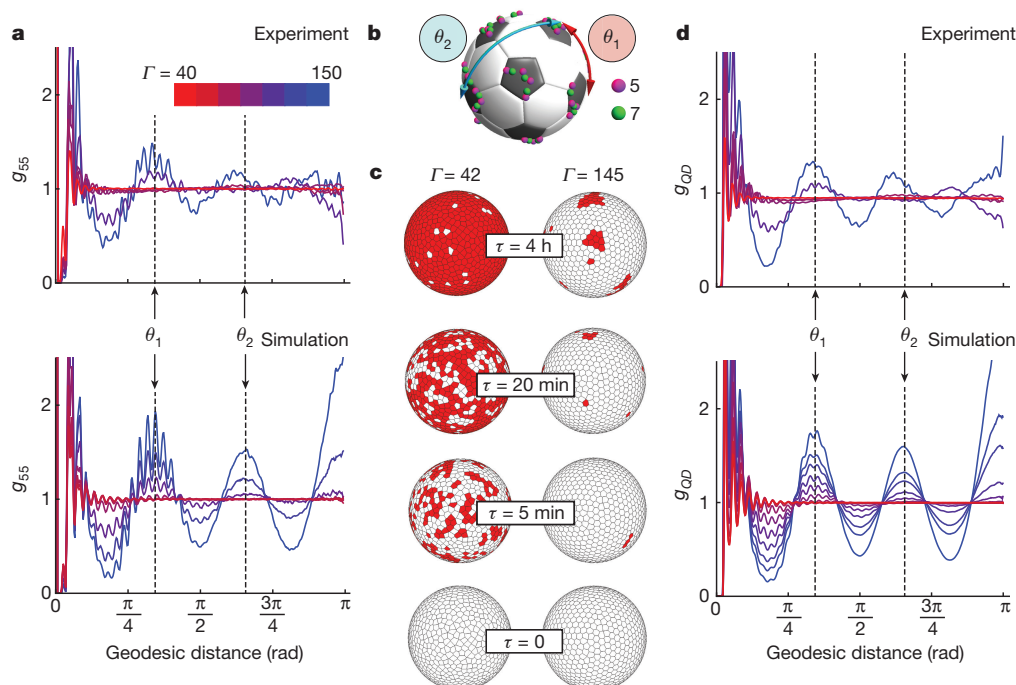 a
Experiment
Γ = 40
150
2
g55
1
0
θ1
θ2
Simulation
2
g55
1
0
0
π/4
π/2
3π/4
π
Geodesic distance (rad)
b
θ2
θ1
5
7
c
Γ = 42
Γ = 145
τ = 4 h
τ = 20 min
τ = 5 min
τ = 0
d
Experiment
2
gQD
1
0
θ1
θ2
Simulation
2
gQD
1
0
0
π/4
π/2
3π/4
π
Geodesic distance (rad)